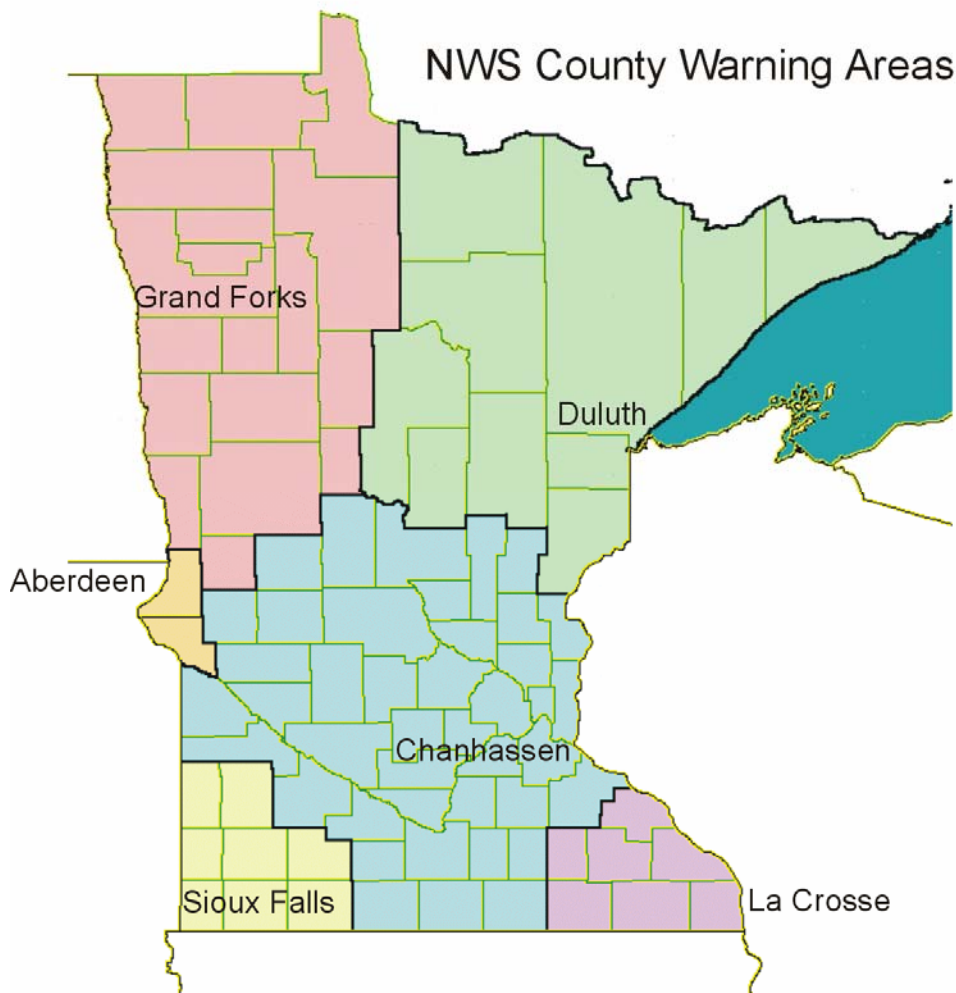 NWS County Warning Areas
Grand Forks
Duluth
Aberdeen
Chanhassen
Sioux Falls
La Crosse